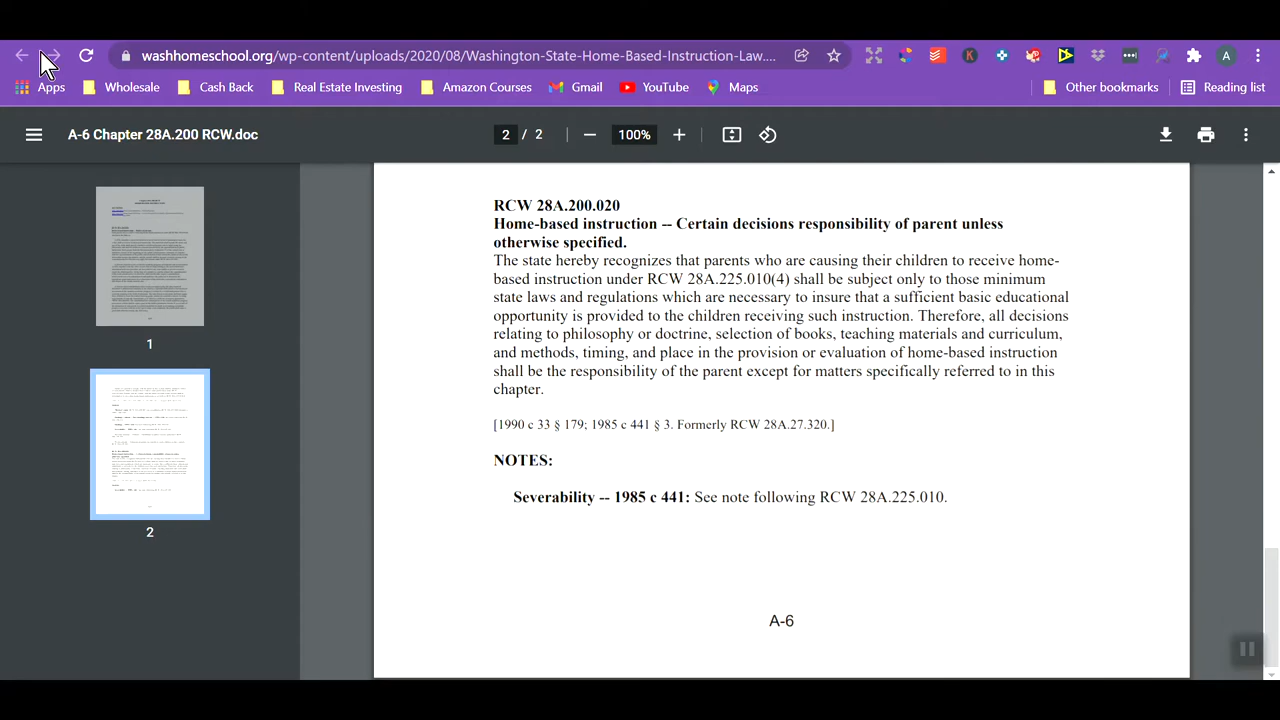 washhomeschool.org/wp-content/uploads/2020/08/Washington-State-Home-Based-Instruction-Law....
A
Apps Wholesale Cash Back Real Estate Investing Amazon Courses Gmail YouTube Maps Other bookmarks Reading list
A-6 Chapter 28A.200 RCW.doc 2 / 2 100%
1
2
RCW 28A.200.020
Home-based instruction -- Certain decisions responsibility of parent unless
otherwise specified.
The state hereby recognizes that parents who are causing their children to receive home-
based instruction under RCW 28A.225.010(4) shall be subject only to those minimum
state laws and regulations which are necessary to insure that a sufficient basic educational
opportunity is provided to the children receiving such instruction. Therefore, all decisions
relating to philosophy or doctrine, selection of books, teaching materials and curriculum,
and methods, timing, and place in the provision or evaluation of home-based instruction
shall be the responsibility of the parent except for matters specifically referred to in this
chapter.
[1990 c 33 § 179; 1985 c 441 § 3. Formerly RCW 28A.27.320.]
NOTES:
Severability -- 1985 c 441: See note following RCW 28A.225.010.
A-6